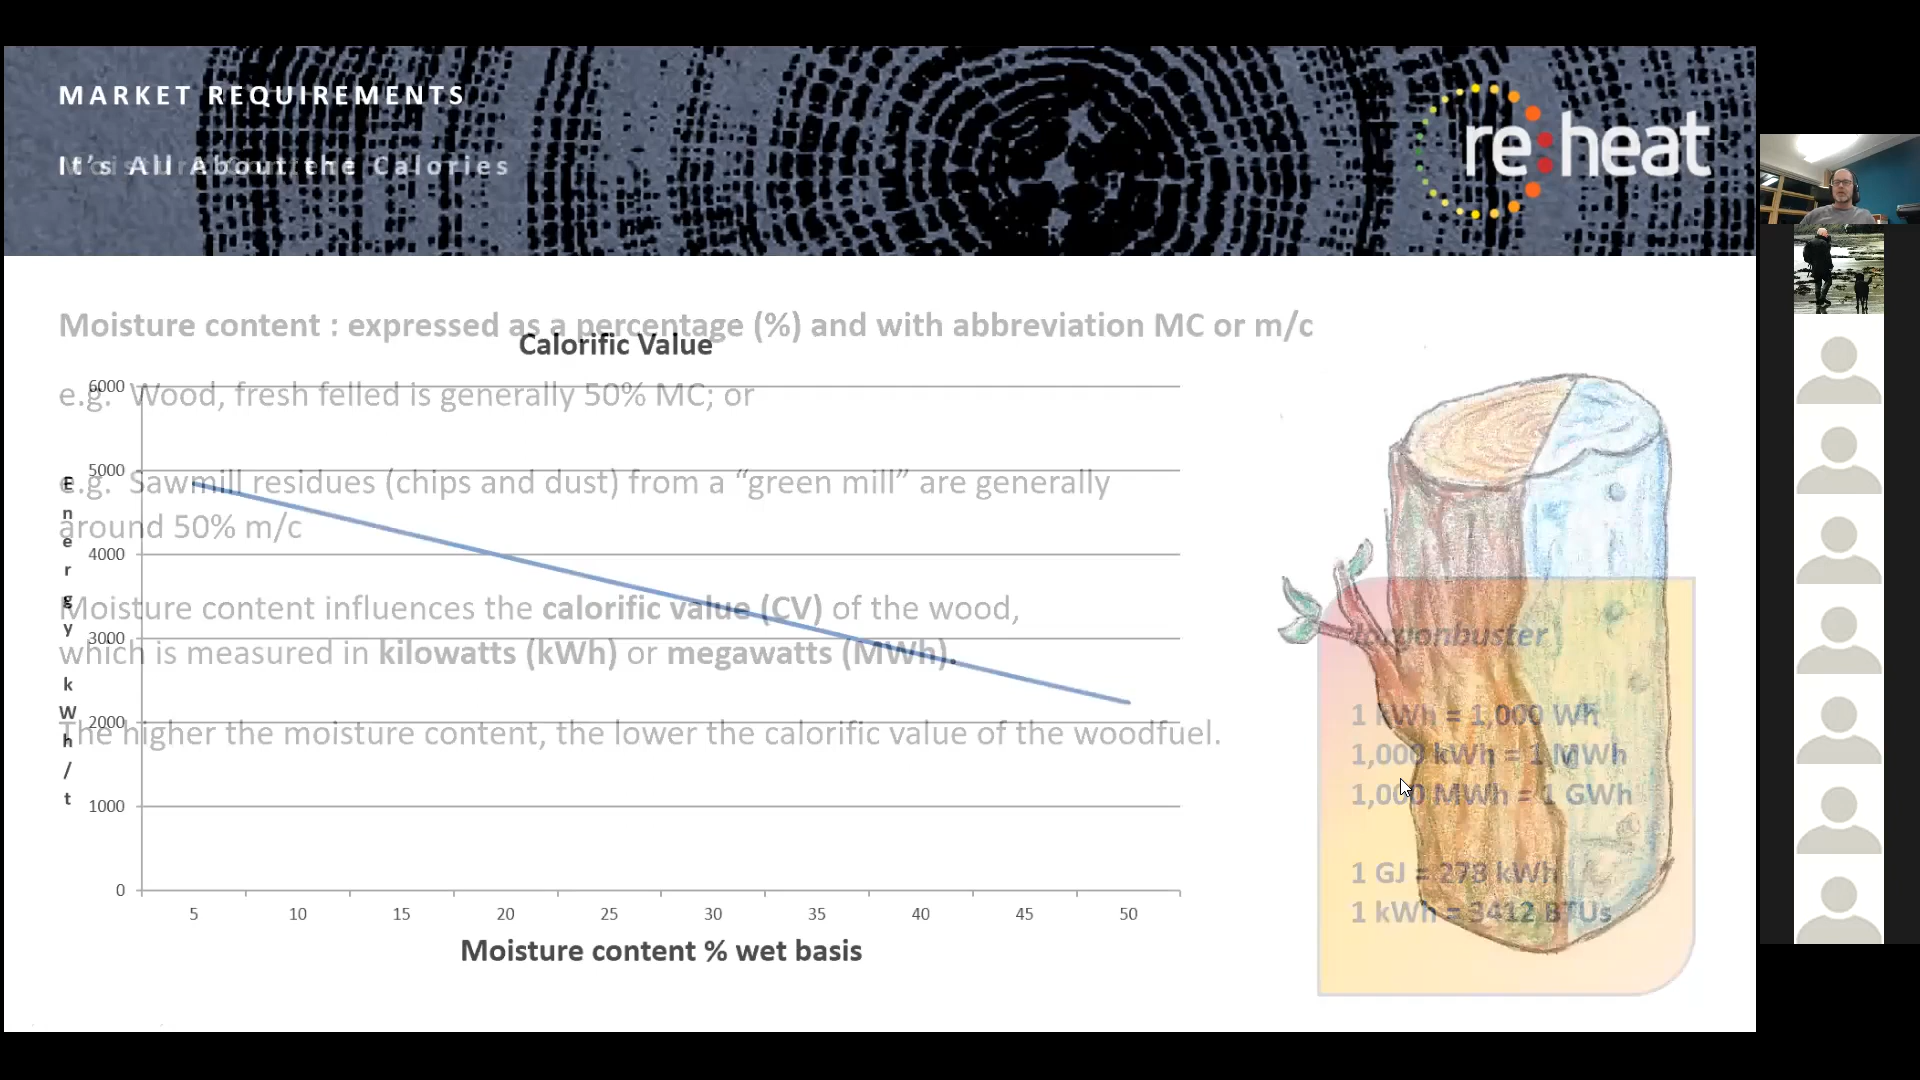 MARKET REQUIREMENTS
It's All About the Calories
re:heat
Moisture content : expressed as a percentage (%) and with abbreviation MC or m/c
Calorific Value
e.g. Wood, fresh felled is generally 50% MC; or
e.g. Sawmill residues (chips and dust) from a “green mill” are generally
around 50% m/c
Moisture content influences the calorific value (CV) of the wood,
which is measured in kilowatts (kWh) or megawatts (MWh).
The higher the moisture content, the lower the calorific value of the woodfuel.
Energy kWh/t
6000
5000
4000
3000
2000
1000
0
5 10 15 20 25 30 35 40 45 50
Moisture content % wet basis
Jargonbuster
1 kWh = 1,000 Wh
1,000 kWh = 1 MWh
1,000 MWh = 1 GWh
1 GJ = 278 kWh
1 kWh = 3412 BTUs